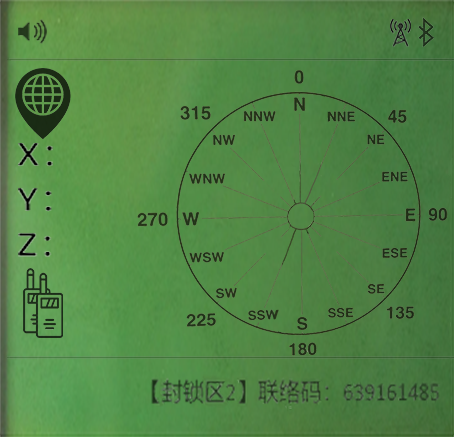 0
N
NNW
NNE
315
45
NW
NE
X：
WNW
ENE
Y：
270
W
E
90
Z：
WSW
ESE
SW
SE
225
SSW
SSE
135
S
180
【封锁区2】联络码：639161485